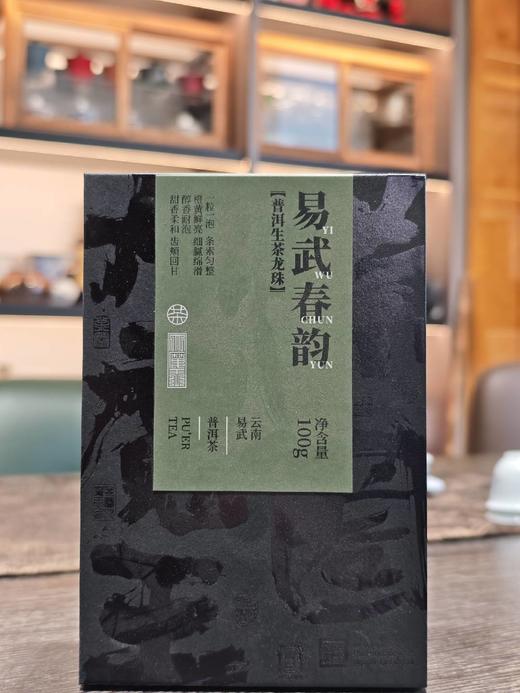 易武春韵
YI
WU
CHUN
YUN
【普洱生茶龙珠】
一粒一泡 条索匀整
橙黄鲜亮 细腻绵滑
醇香耐泡
甜香柔和 齿颊回甘
净含量
100g
云南
易武
普洱茶
PU'ER
TEA